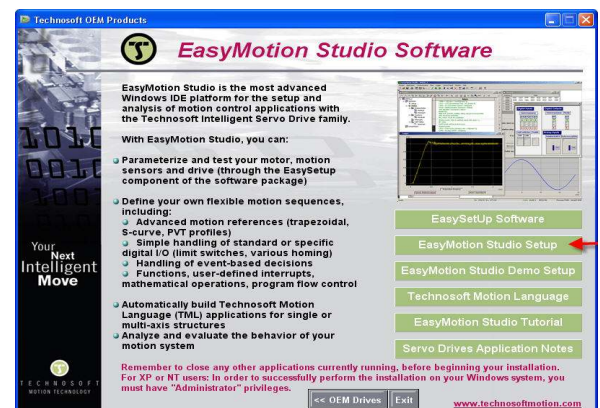 Technosoft OEM Products
EasyMotion Studio Software
EasyMotion Studio is the most advanced
Windows IDE platform for the setup and
analysis of motion control applications with
the Technosoft Intelligent Servo Drive family.
With EasyMotion Studio, you can:
Parameterize and test your motor, motion
sensors and drive (through the EasySetup
component of the software package)
Define your own flexible motion sequences,
including:
Advanced motion references (trapezoidal,
S-curve, PVT profiles)
Simple handling of standard or specific
digital I/O (limit switches, various homing)
Handling of event-based decisions
Functions, user-defined interrupts,
mathematical operations, program flow control
Automatically build Technosoft Motion
Language (TML) applications for single or
multi-axis structures
Analyze and evaluate the behavior of your
motion system
EasySetUp Software
EasyMotion Studio Setup
EasyMotion Studio Demo Setup
Technosoft Motion Language
EasyMotion Studio Tutorial
Servo Drives Application Notes
Your
Next
Intelligent
Move
TECHNOSOFT
MOTION TECHNOLOGY
Remember to close any other applications currently running, before beginning your installation.
For XP or NT users: In order to successfully perform the installation on your Windows system, you
must have "Administrator" privileges.
<< OEM Drives
Exit
www.technosoftmotion.com